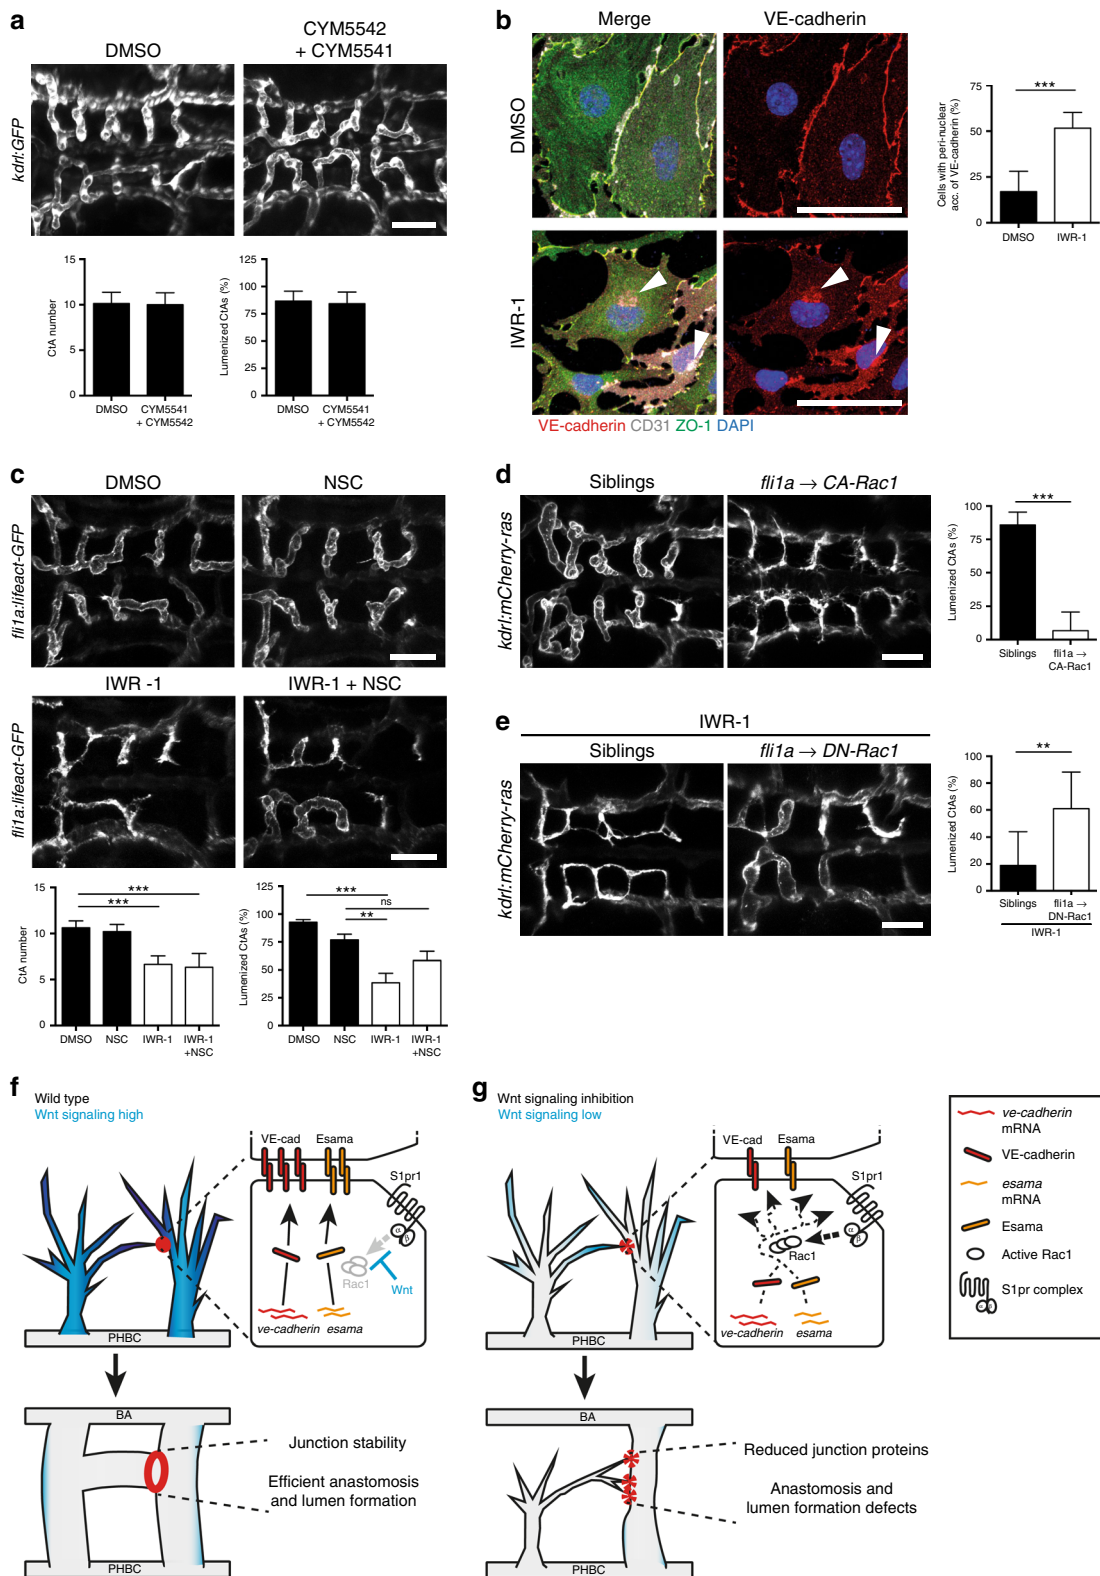 a
DMSO
CYM5542
+ CYM5541
kdrl:GFP
CtA number
15
10
5
0
DMSO
CYM5541
+ CYM5542
Lumenized CtAs (%)
125
100
75
50
25
0
DMSO
CYM5541
+ CYM5542
b
Merge
VE-cadherin
DMSO
IWR-1
VE-cadherin CD31 ZO-1 DAPI
Cells with peri-nuclear
acc. of VE-cadherin (%)
75
50
25
0
***
DMSO
IWR-1
c
DMSO
NSC
fli1a:lifeact-GFP
IWR -1
IWR-1 + NSC
fli1a:lifeact-GFP
CtA number
15
10
5
0
***
***
DMSO
NSC
IWR-1
IWR-1
+NSC
Lumenized CtAs (%)
125
100
75
50
25
0
***
ns
**
DMSO
NSC
IWR-1
IWR-1
+NSC
d
Siblings
fli1a → CA-Rac1
kdrl:mCherry-ras
Lumenized CtAs (%)
100
75
50
25
0
***
Siblings
fli1a →
CA-Rac1
e
IWR-1
Siblings
fli1a → DN-Rac1
kdrl:mCherry-ras
Lumenized CtAs (%)
100
80
60
40
20
0
**
Siblings
fli1a →
DN-Rac1
IWR-1
f
Wild type
Wnt signaling high
VE-cad
Esama
S1pr1
α
β
Rac1
Wnt
ve-cadherin
esama
PHBC
BA
Junction stability
Efficient anastomosis
and lumen formation
PHBC
g
Wnt signaling inhibition
Wnt signaling low
VE-cad
Esama
S1pr1
α
β
Rac1
ve-cadherin
esama
PHBC
BA
Reduced junction proteins
Anastomosis and
lumen formation defects
PHBC
ve-cadherin
mRNA
VE-cadherin
esama
mRNA
Esama
Active Rac1
S1pr complex
α
β